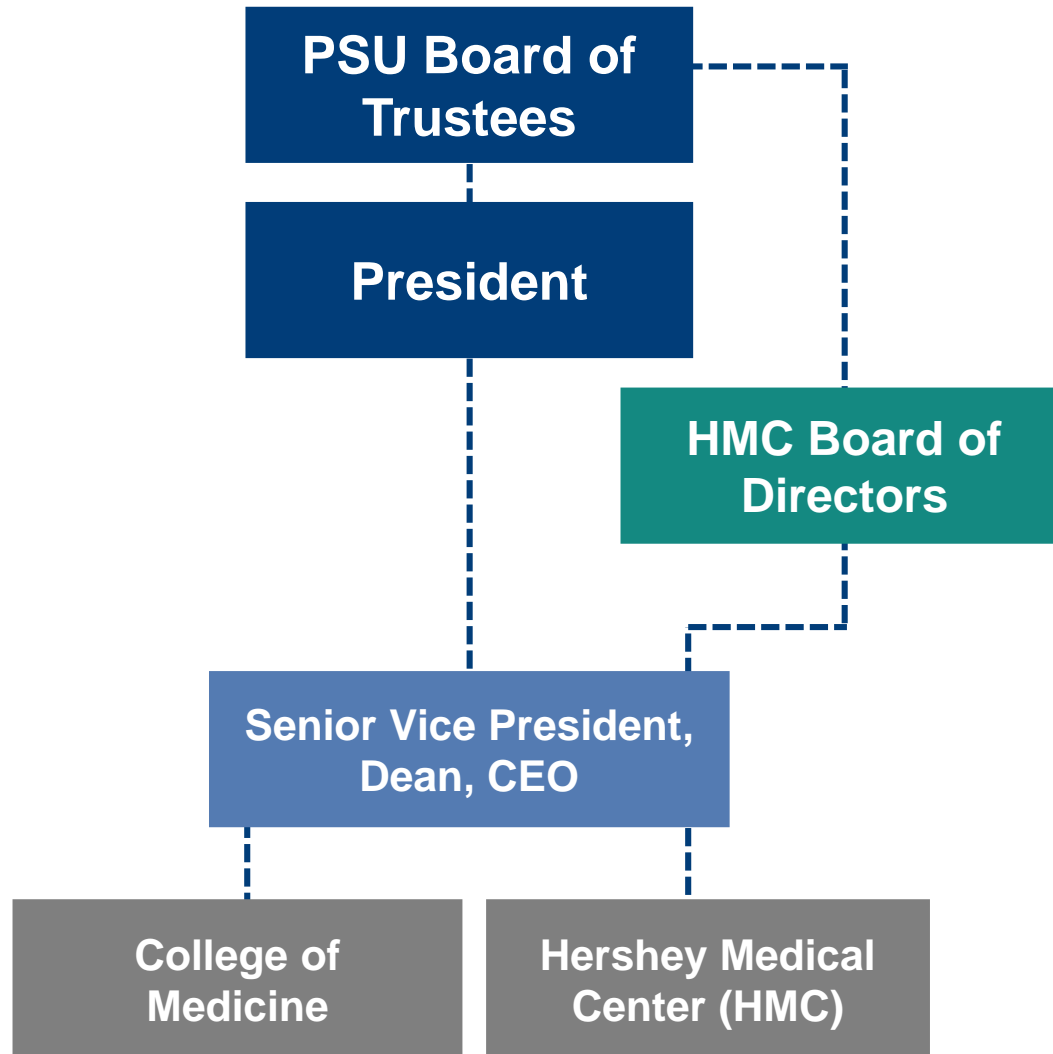 PSU Board of
Trustees
President
HMC Board of
Directors
Senior Vice President,
Dean, CEO
College of
Medicine
Hershey Medical
Center (HMC)